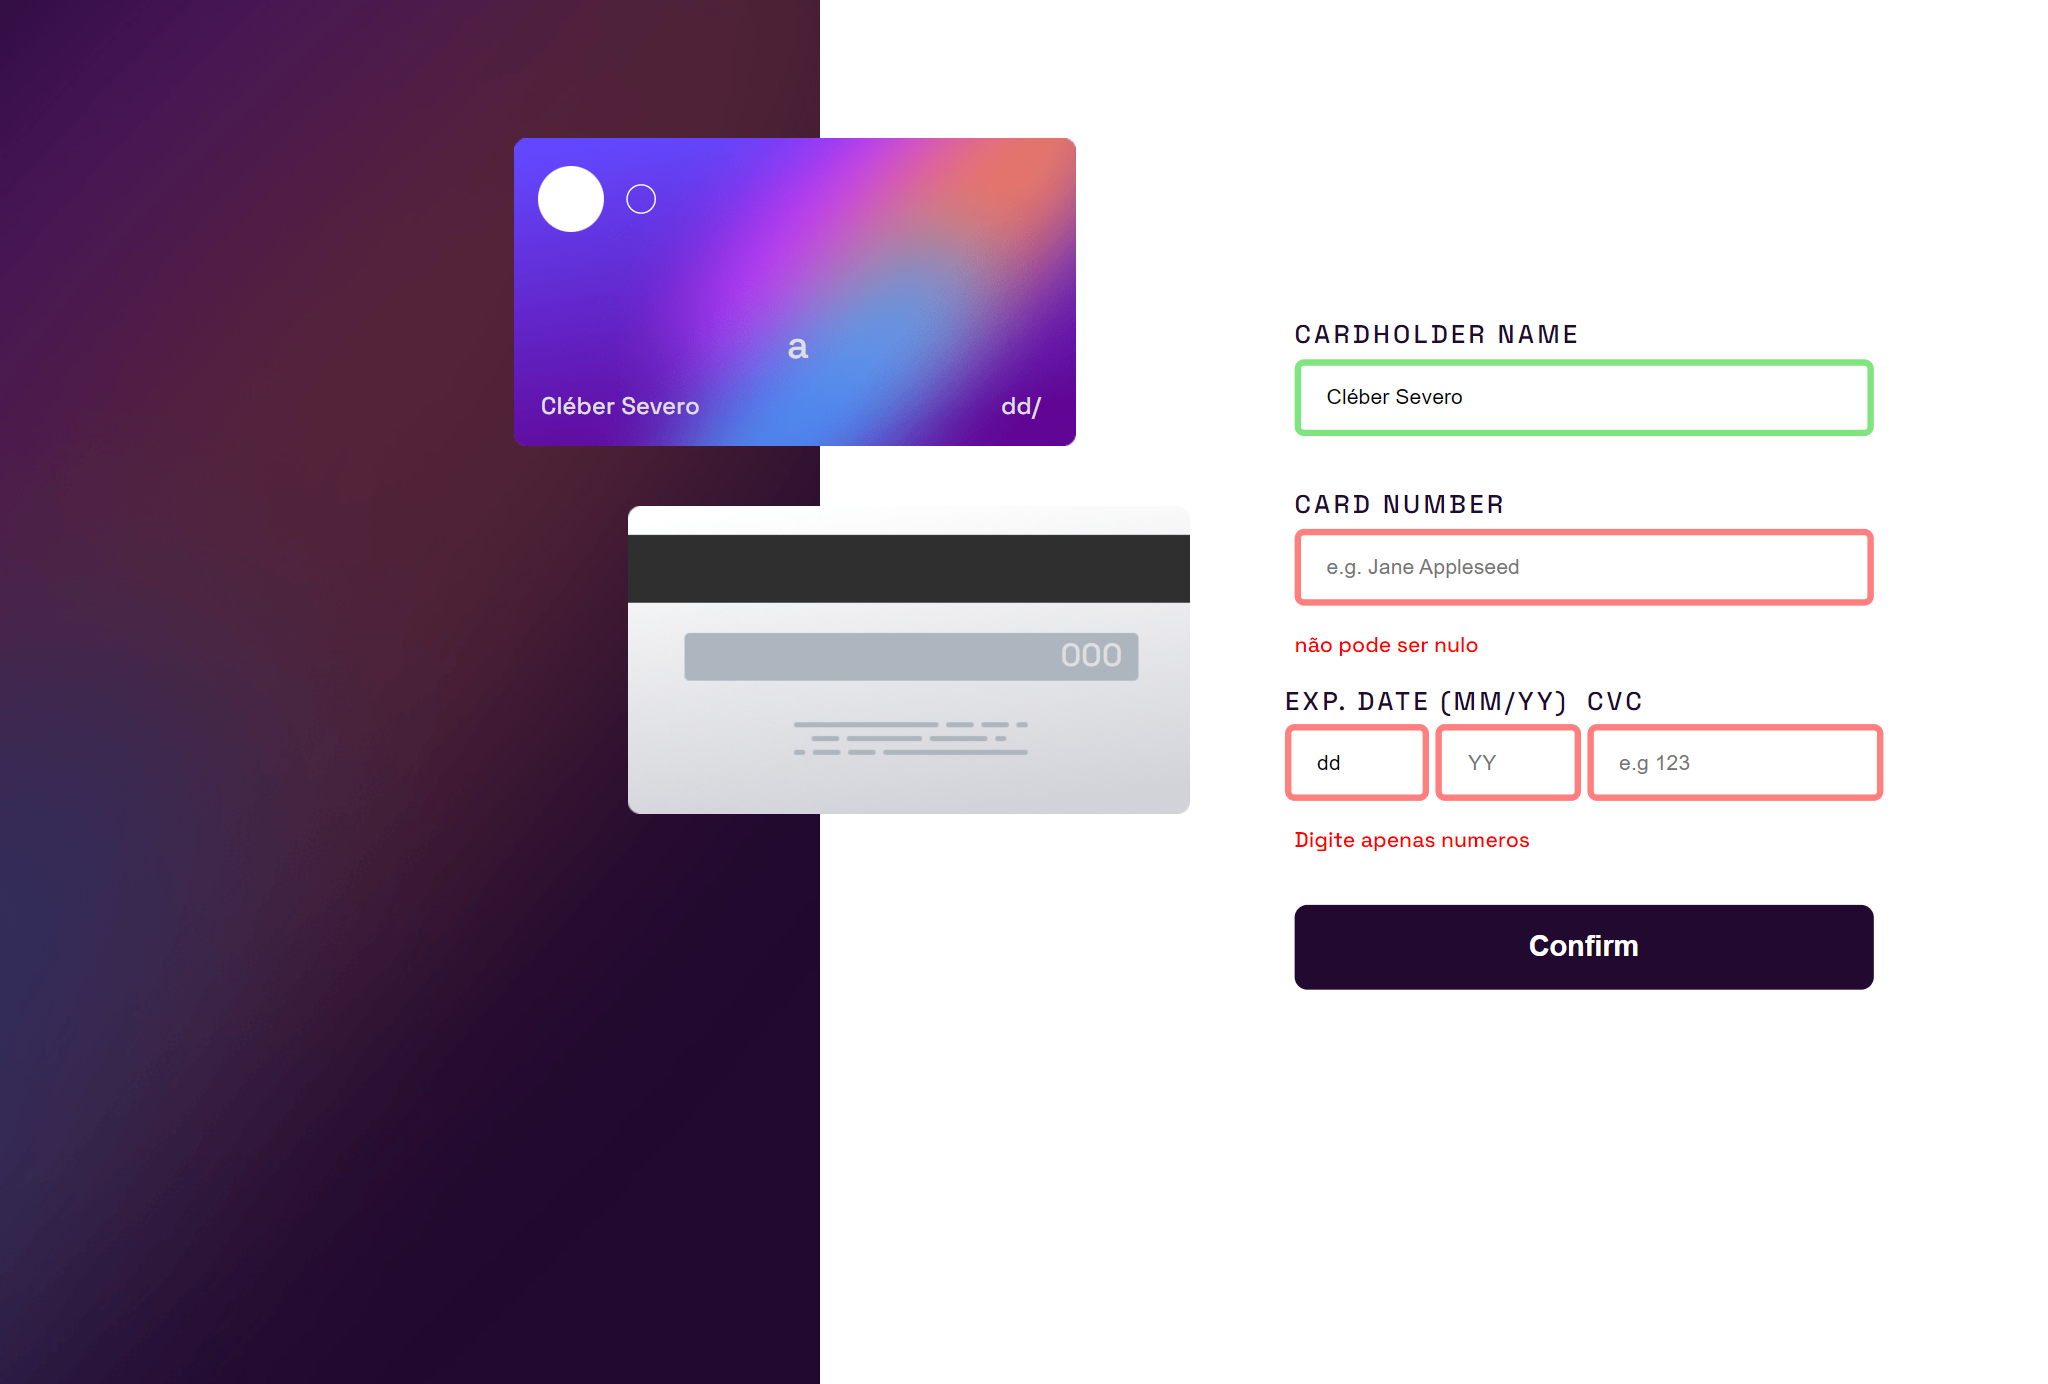 a
Cléber Severo dd/
000
CARDHOLDER NAME
Cléber Severo
CARD NUMBER
e.g. Jane Appleseed
não pode ser nulo
EXP. DATE (MM/YY) CVC
dd YY e.g 123
Digite apenas numeros
Confirm